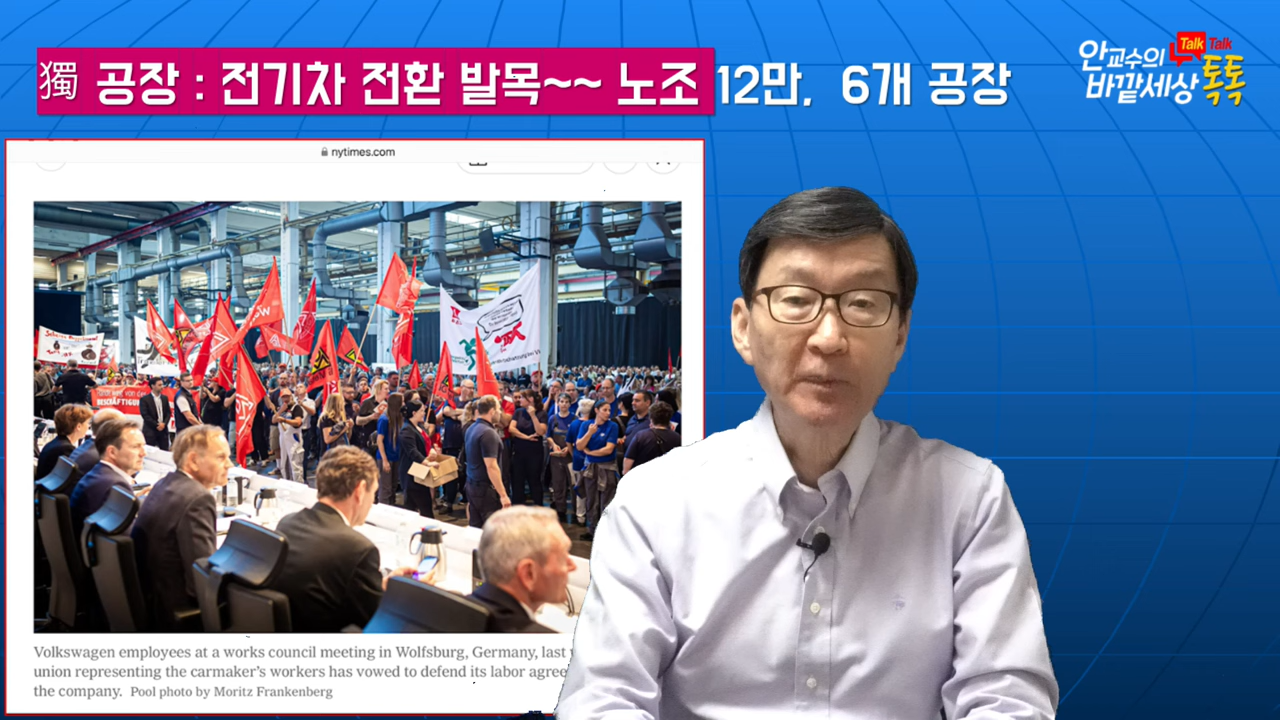 獨 공장 : 전기차 전환 발목~~ 노조 12만, 6개 공장
안교수의 Talk Talk
바깥세상 톡톡
nytimes.com
Volkswagen employees at a works council meeting in Wolfsburg, Germany, last
union representing the carmaker's workers has vowed to defend its labor
the company. Pool photo by Moritz Frankenberg